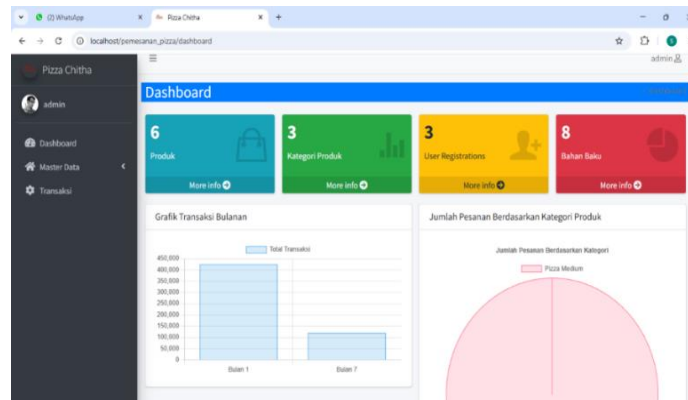 (2) WhatsApp
Pizza Chitha
localhost/pemesanan_pizza/dashboard
Pizza Chitha
admin
admin
Dashboard
Master Data
Transaksi
Dashboard
6
Produk
More info
3
Kategori Produk
More info
3
User Registrations
More info
8
Bahan Baku
More info
Grafik Transaksi Bulanan
Total Transaksi
450,000
400,000
350,000
300,000
250,000
200,000
150,000
100,000
50,000
0
Bulan 1
Bulan 7
Jumlah Pesanan Berdasarkan Kategori Produk
Jumlah Pesanan Berdasarkan Kategori
Pizza Medium